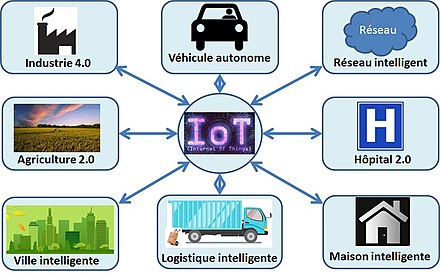 Industrie 4.0
Véhicule autonome
Réseau
Réseau intelligent
Agriculture 2.0
IoT
(Internet Of Things)
H
Hôpital 2.0
Ville intelligente
Logistique intelligente
Maison intelligente